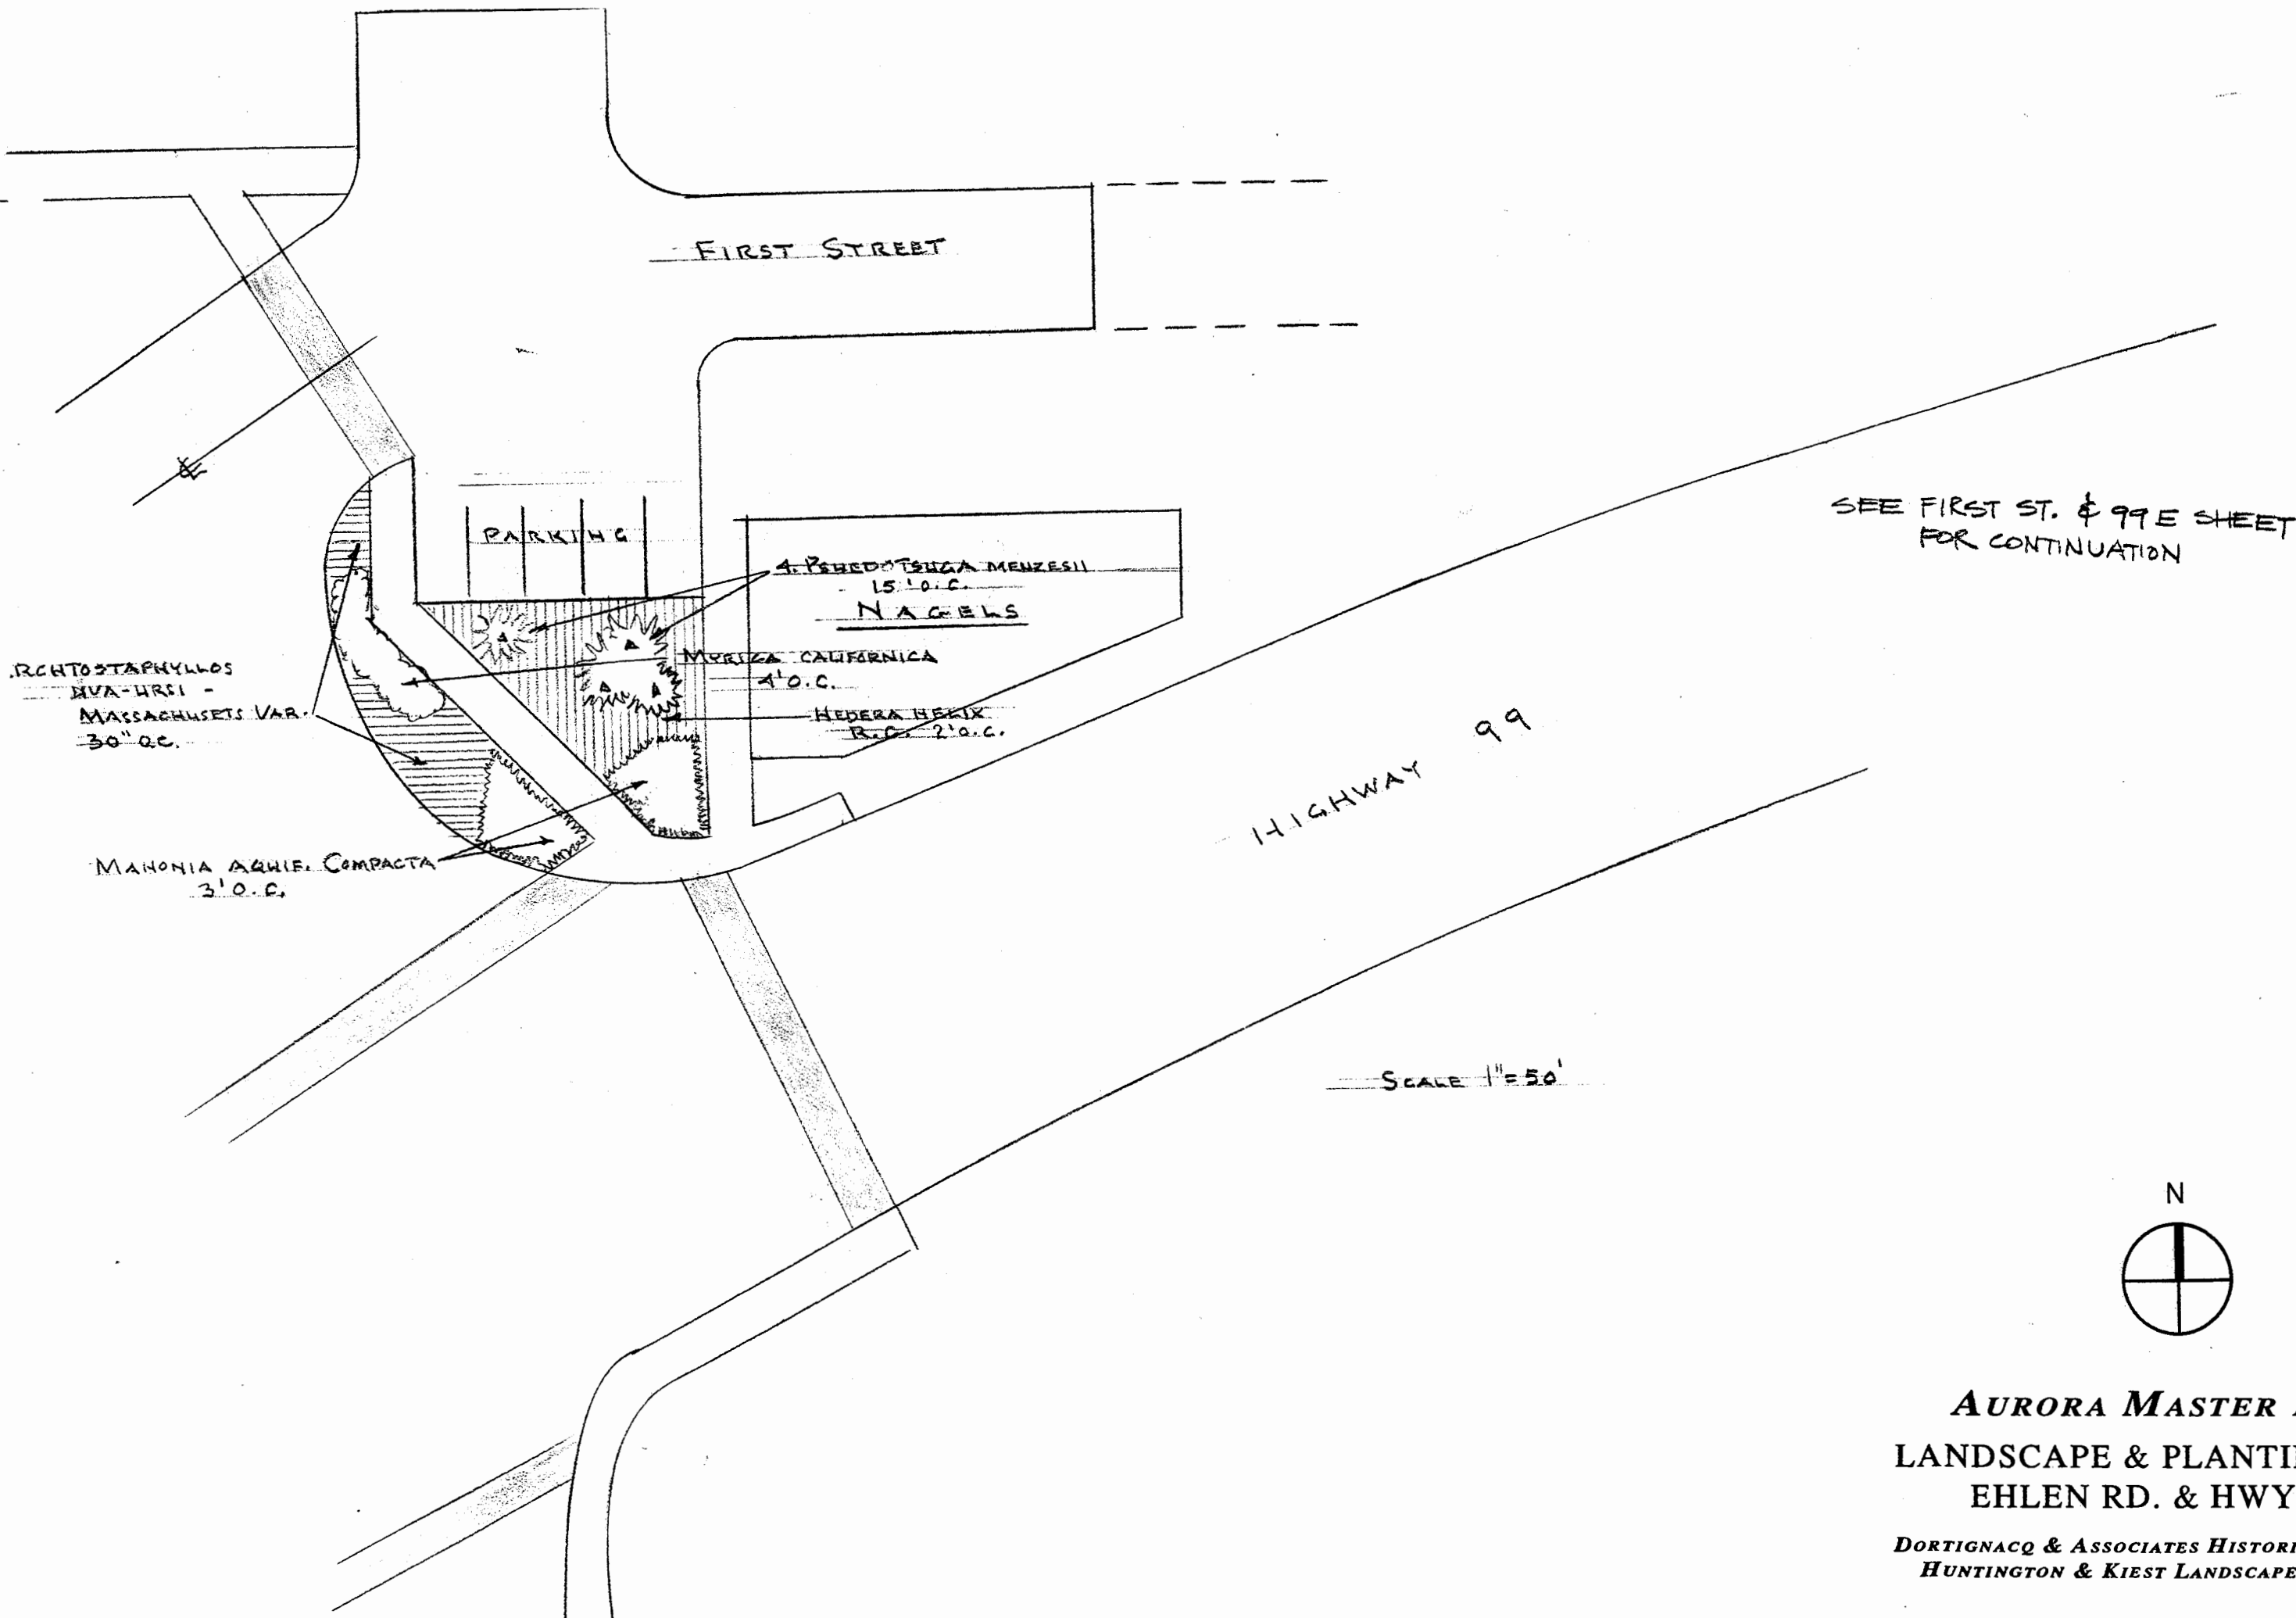 FIRST STREET
SEE FIRST ST. & 99E SHEET
FOR CONTINUATION
PARKING
4. PSUEDOTSUGA MENZESII
15' O.C.
NAGELS
MYRICA CALIFORNICA
4' O.C.
HEDERA HELIX
R.C. 2' O.C.
RCHTOSTAPHYLLOS
UVA-URSI -
MASSACHUSETS VAR.
30" O.C.
MAHONIA AQUIF. COMPACTA
3' O.C.
HIGHWAY 99
SCALE 1"=50'
N
AURORA MASTER
LANDSCAPE & PLANTI
EHLEN RD. & HWY
DORTIGNACQ & ASSOCIATES HISTORI
HUNTINGTON & KIEST LANDSCAPE